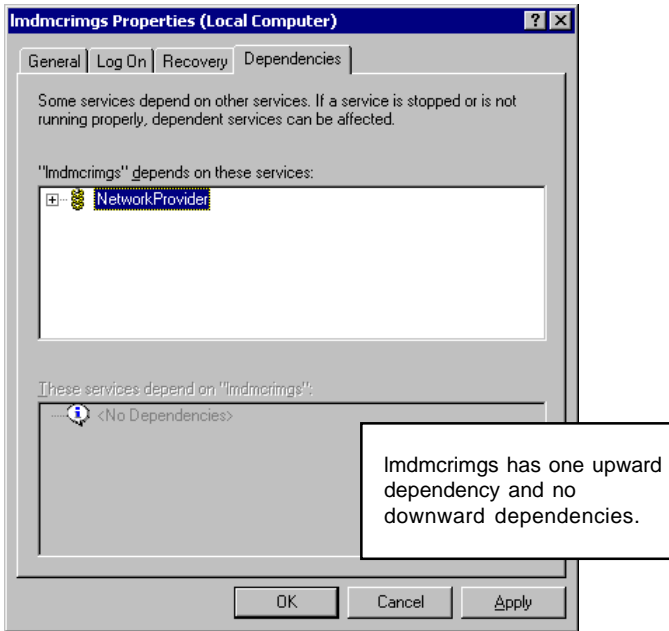 lmdmcrimgs Properties (Local Computer)
General
Log On
Recovery
Dependencies
Some services depend on other services. If a service is stopped or is not
running properly, dependent services can be affected.
"lmdmcrimgs" depends on these services:
NetworkProvider
These services depend on "lmdmcrimgs":
<No Dependencies>
lmdmcrimgs has one upward
dependency and no
downward dependencies.
OK
Cancel
Apply